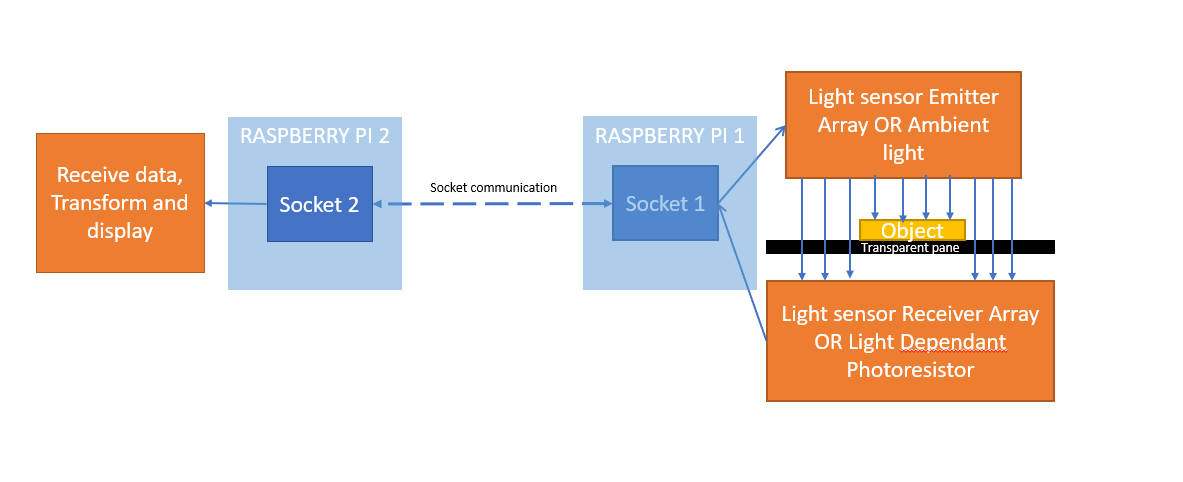 Receive data,
Transform and
display
RASPBERRY PI 2
Socket 2
Socket communication
RASPBERRY PI 1
Socket 1
Light sensor Emitter
Array OR Ambient
light
Object
Transparent pane
Light sensor Receiver Array
OR Light Dependant
Photoresistor